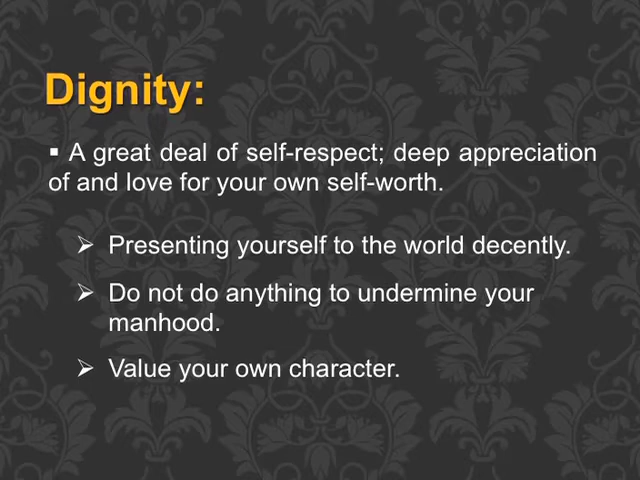 Dignity:
▪ A great deal of self-respect; deep appreciation
of and love for your own self-worth.
➢ Presenting yourself to the world decently.
➢ Do not do anything to undermine your
manhood.
➢ Value your own character.